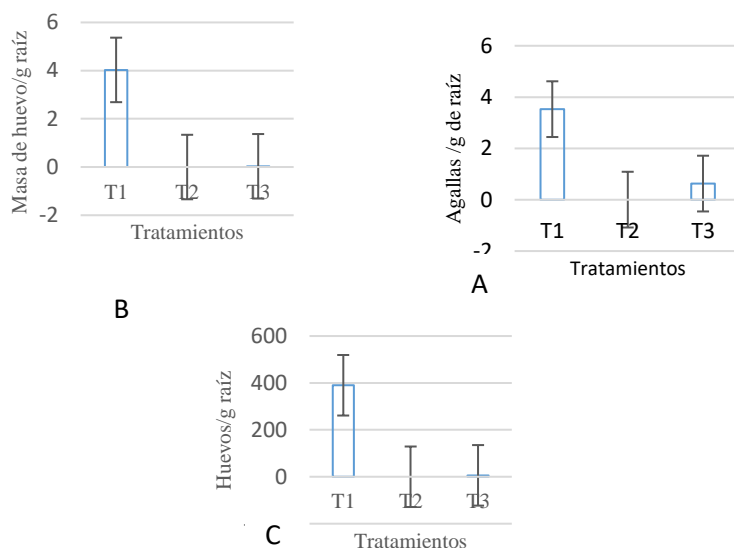 Masa de huevo/g raíz
6
4
2
0
-2
T1 T2 T3
Tratamientos
B
Agallas /g de raíz
6
4
2
0
-2
T1 T2 T3
Tratamientos
A
Huevos/g raíz
600
400
200
0
T1 T2 T3
Tratamientos
C